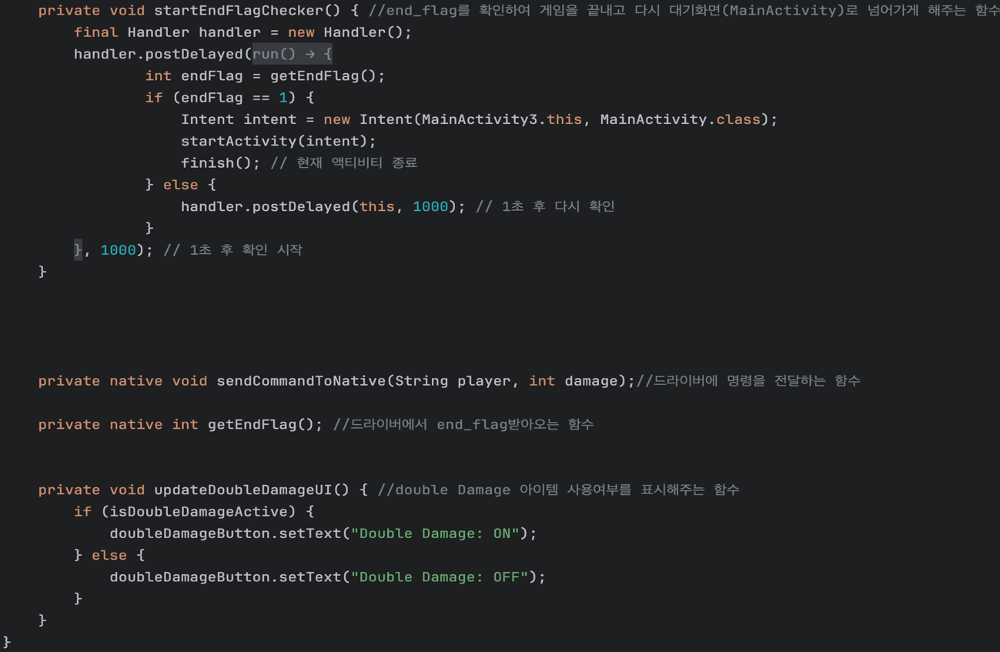 private void startEndFlagChecker() { //end_flag를 확인하여 게임을 끝내고 다시 대기화면(MainActivity)로 넘어가게 해주는 함수
final Handler handler = new Handler();
handler.postDelayed(run() → {
int endFlag = getEndFlag();
if (endFlag == 1) {
Intent intent = new Intent(MainActivity3.this, MainActivity.class);
startActivity(intent);
finish(); // 현재 액티비티 종료
} else {
handler.postDelayed(this, 1000); // 1초 후 다시 확인
}
}, 1000); // 1초 후 확인 시작
}
private native void sendCommandToNative(String player, int damage);//드라이버에 명령을 전달하는 함수
private native int getEndFlag(); //드라이버에서 end_flag받아오는 함수
private void updateDoubleDamageUI() { //double Damage 아이템 사용여부를 표시해주는 함수
if (isDoubleDamageActive) {
doubleDamageButton.setText("Double Damage: ON");
} else {
doubleDamageButton.setText("Double Damage: OFF");
}
}
}